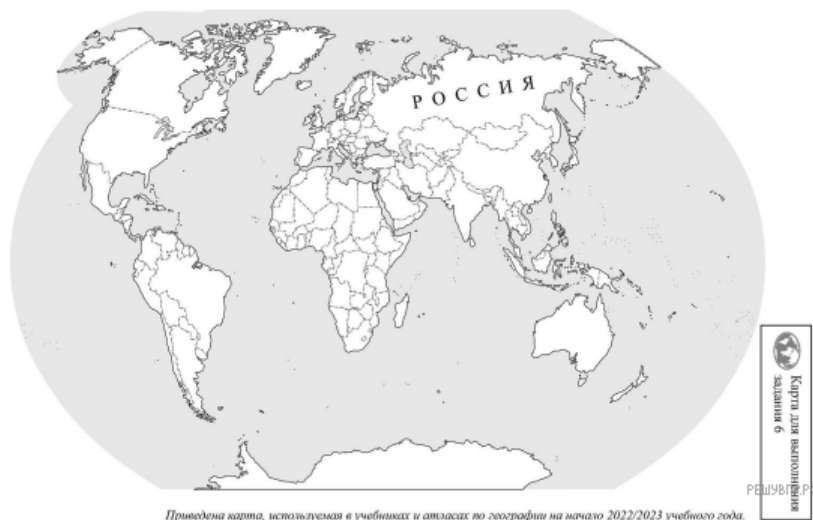 РОССИЯ
Карта для выполнения
задания 6
РЕШУВПР.РФ
Приведена карта, используемая в учебниках и атласах по географии на начало 2022/2023 учебного года.